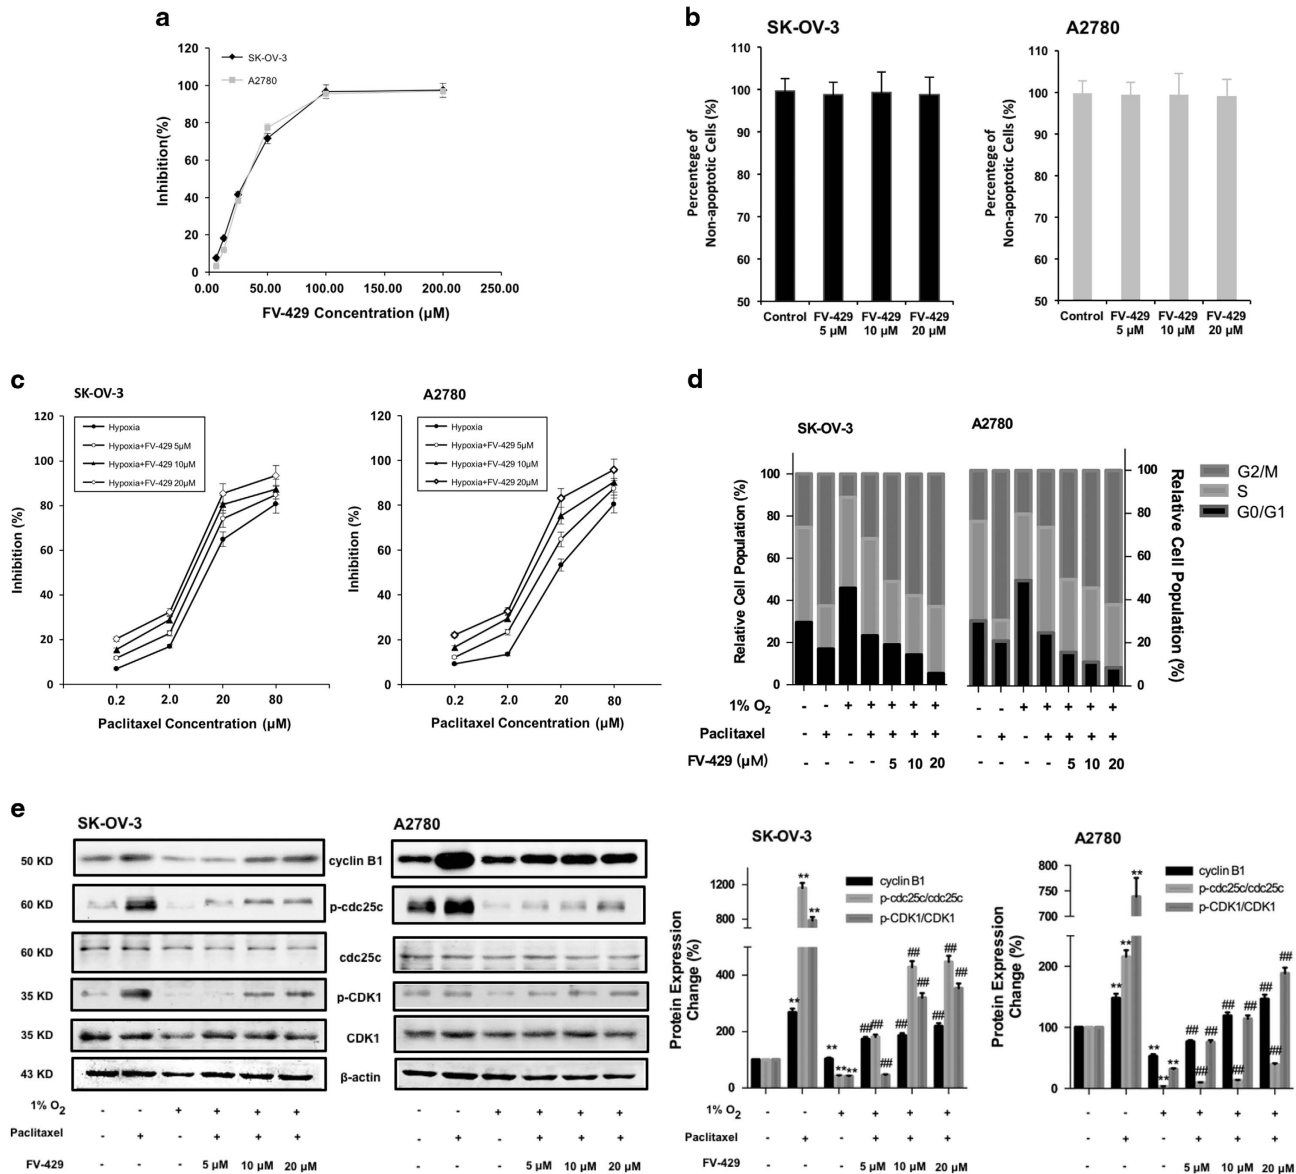 a
120
100
80
60
40
20
0
SK-OV-3
A2780
Inhibition(%)
0.00 50.00 100.00 150.00 200.00 250.00
FV-429 Concentration (µM)
b
SK-OV-3
110
100
90
80
70
60
50
Percentege of
Non-apoptotic Cells (%)
Control FV-429 FV-429 FV-429
5 µM 10 µM 20 µM
A2780
110
100
90
80
70
60
50
Percentege of
Non-apoptotic Cells (%)
Control FV-429 FV-429 FV-429
5 µM 10 µM 20 µM
c
SK-OV-3
120
100
80
60
40
20
0
Inhibition (%)
Hypoxia
Hypoxia+FV-429 5µM
Hypoxia+FV-429 10µM
Hypoxia+FV-429 20µM
0.2 2.0 20 80
Paclitaxel Concentration (µM)
A2780
120
100
80
60
40
20
0
Inhibition (%)
Hypoxia
Hypoxia+FV-429 5µM
Hypoxia+FV-429 10µM
Hypoxia+FV-429 20µM
0.2 2.0 20 80
Paclitaxel Concentration (µM)
d
SK-OV-3
A2780
100
80
60
40
20
0
Relative Cell Population (%)
100
80
60
40
20
0
Relative Cell Population (%)
G2/M
S
G0/G1
1% O2 - - + + + + + - - + + + + +
Paclitaxel - + - + + + + - + - + + + +
FV-429 (µM) - - - - 5 10 20 - - - - 5 10 20
e
SK-OV-3
A2780
50 KD cyclin B1
60 KD p-cdc25c
60 KD cdc25c
35 KD p-CDK1
35 KD CDK1
43 KD β-actin
1% O2 - - + + + + - - + + + +
Paclitaxel - + - + + + - + - + + +
FV-429 - - - 5 µM 10 µM 20 µM - - - 5 µM 10 µM 20 µM
SK-OV-3
1200
800
400
200
0
Protein Expression
Change (%)
cyclin B1
p-cdc25c/cdc25c
p-CDK1/CDK1
** ** ** ** ** ** ## ## ## ## ## ## ## ## ##
1% O2 - - + + + +
Paclitaxel - + - + + +
FV-429 - - - 5 µM 10 µM 20 µM
A2780
800
750
700
200
100
0
Protein Expression
Change (%)
cyclin B1
p-cdc25c/cdc25c
p-CDK1/CDK1
** ** ** ** ** ** ## ## ## ## ## ## ## ## ##
- - + + + +
- + - + + +
- - - 5 µM 10 µM 20 µM